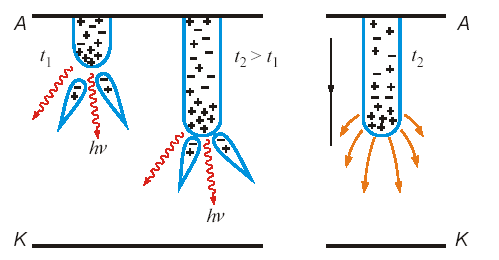 A A
t₁ t₂ > t₁ t₂
hν
hν
K K